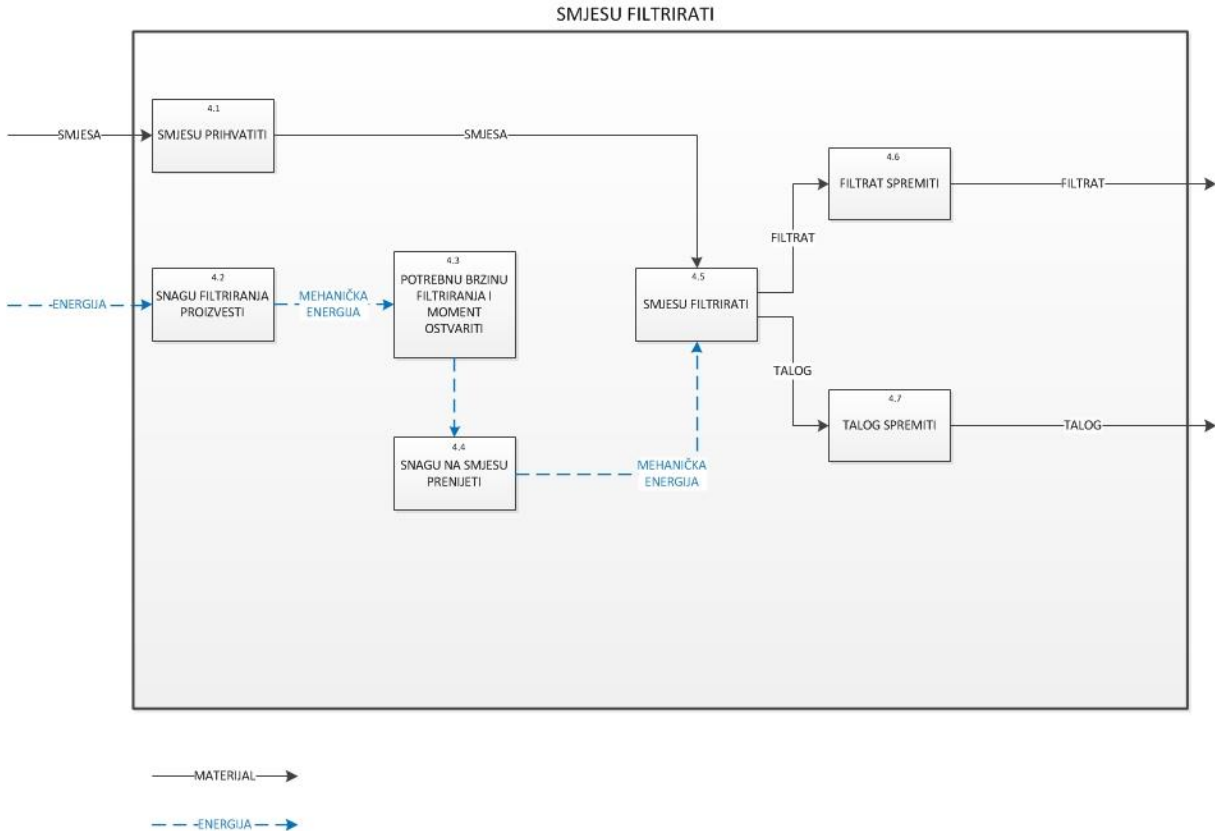 SMJESU FILTRIRATI
4.1
SMJESU PRIHVATITI
SMJESA
SMJESA
4.6
FILTRAT SPREMITI
FILTRAT
FILTRAT
ENERGIJA
4.2
SNAGU FILTRIRANJA
PROIZVESTI
MEHANIČKA
ENERGIJA
4.3
POTREBNU BRZINU
FILTRIRANJA I
MOMENT
OSTVARITI
4.5
SMJESU FILTRIRATI
TALOG
4.7
TALOG SPREMITI
TALOG
4.4
SNAGU NA SMJESU
PRENIJETI
MEHANIČKA
ENERGIJA
MATERIJAL
ENERGIJA